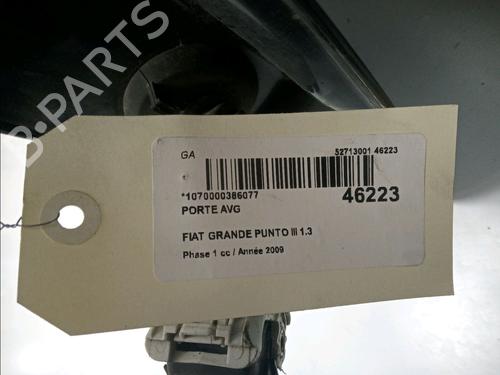 B-PARTS
GA 52713001 46223
*1070000386077 46223
PORTE AVG
FIAT GRANDE PUNTO III 1.3
Phase 1 cc / Année 2009